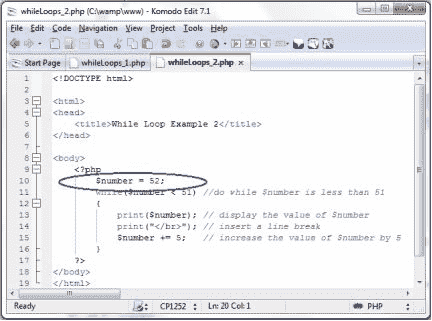 whileLoops_2.php (C:\wamp\www) - Komodo Edit 7.1
File Edit Code Navigation View Project Tools Help
Start Page whileLoops_1.php whileLoops_2.php
1 <!DOCTYPE html>
2
3 <html>
4 <head>
5 <title>While Loop Example 2</title>
6 </head>
7
8 <body>
9 <?php
10 $number = 52;
11 while($number < 51) //do while $number is less than 51
12 {
13 print($number); // display the value of $number
14 print("</br>"); // insert a line break
15 $number += 5; // increase the value of $number by 5
16 }
17 ?>
18 </body>
19 </html>
Ready CP1252 Ln: 20 Col: 1 PHP